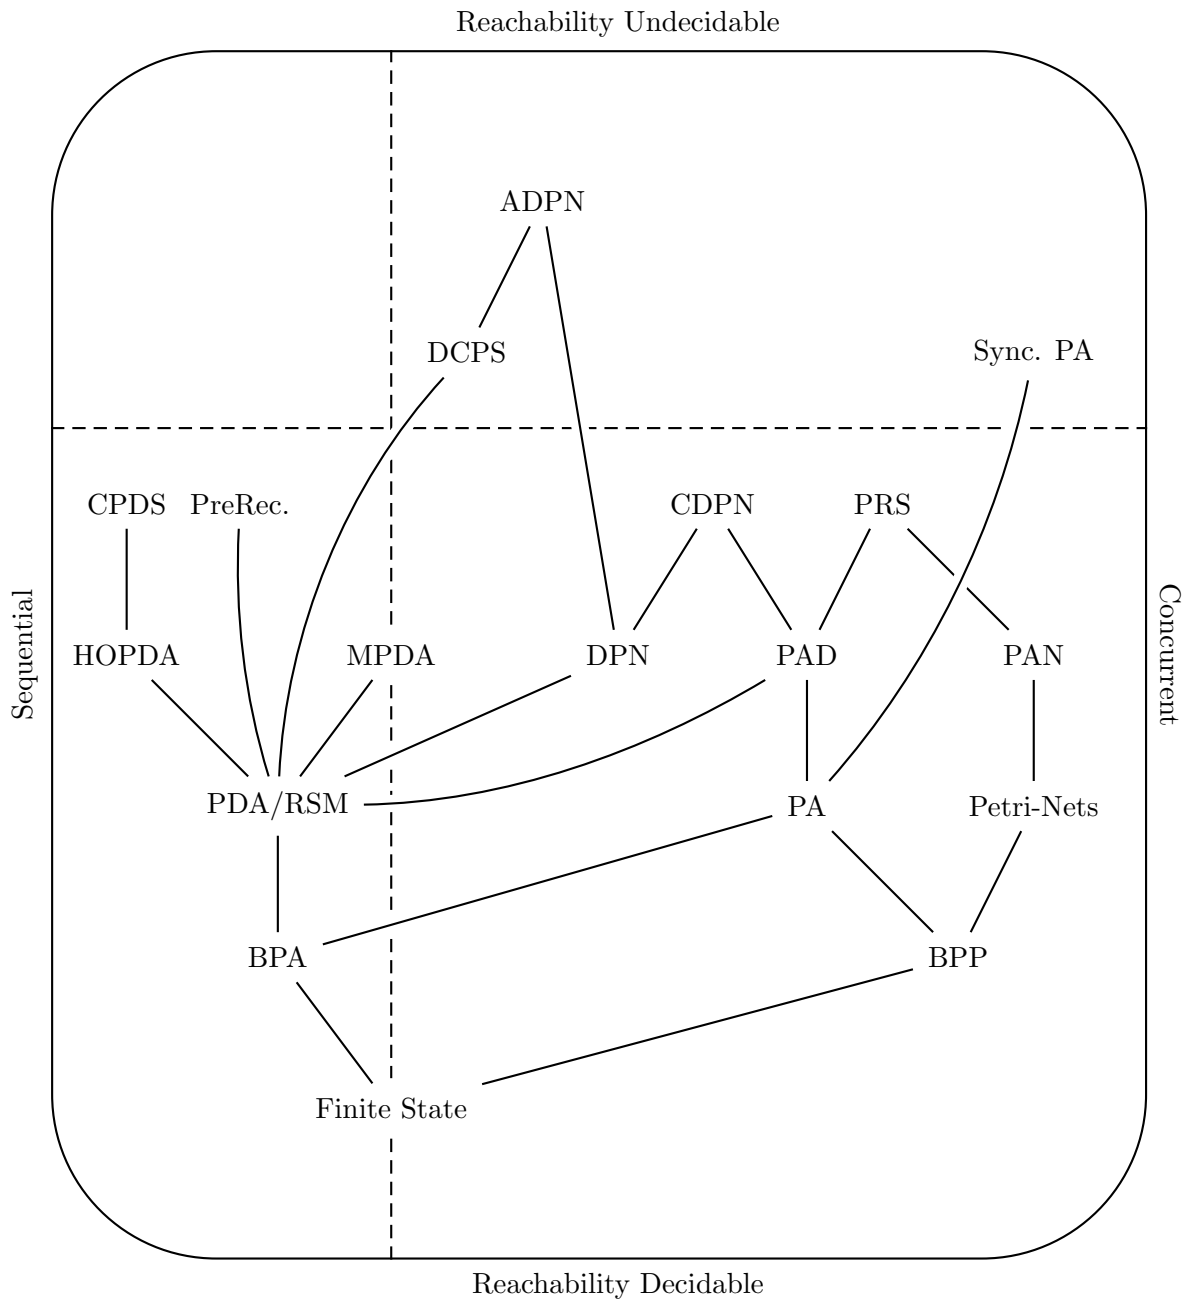 Reachability Undecidable
ADPN
DCPS
Sync. PA
CPDS
PreRec.
CDPN
PRS
Sequential
Concurrent
HOPDA
MPDA
DPN
PAD
PAN
PDA/RSM
PA
Petri-Nets
BPA
BPP
Finite State
Reachability Decidable